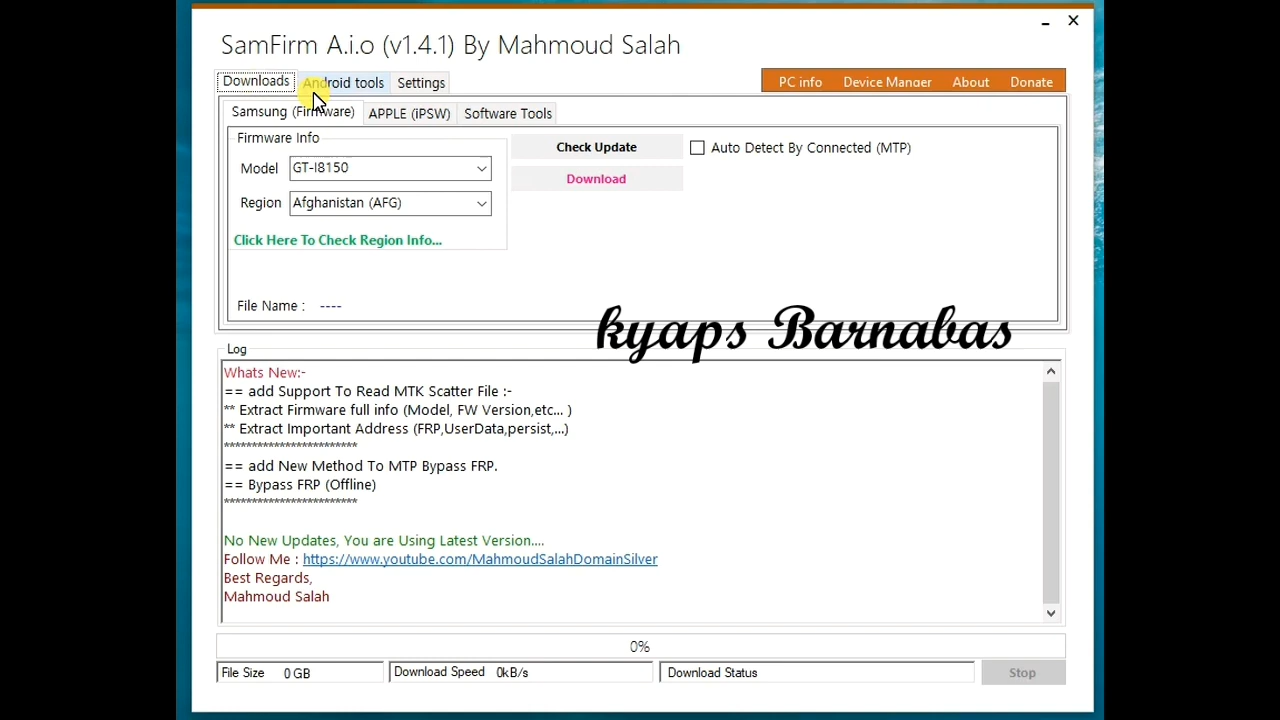 SamFirm A.i.o (v1.4.1) By Mahmoud Salah
Downloads Android tools Settings
PC info Device Manger About Donate
Samsung (Firmware) APPLE (iPSW) Software Tools
Firmware Info
Model GT-I8150
Region Afghanistan (AFG)
Click Here To Check Region Info...
Check Update
Download
Auto Detect By Connected (MTP)
File Name : ----
kyaps Barnabas
Log
Whats New:-
== add Support To Read MTK Scatter File :-
** Extract Firmware full info (Model, FW Version,etc... )
** Extract Important Address (FRP,UserData,persist,...)
************************
== add New Method To MTP Bypass FRP.
== Bypass FRP (Offline)
************************
No New Updates, You are Using Latest Version....
Follow Me : https://www.youtube.com/MahmoudSalahDomainSilver
Best Regards,
Mahmoud Salah
0%
File Size 0 GB Download Speed 0kB/s Download Status Stop